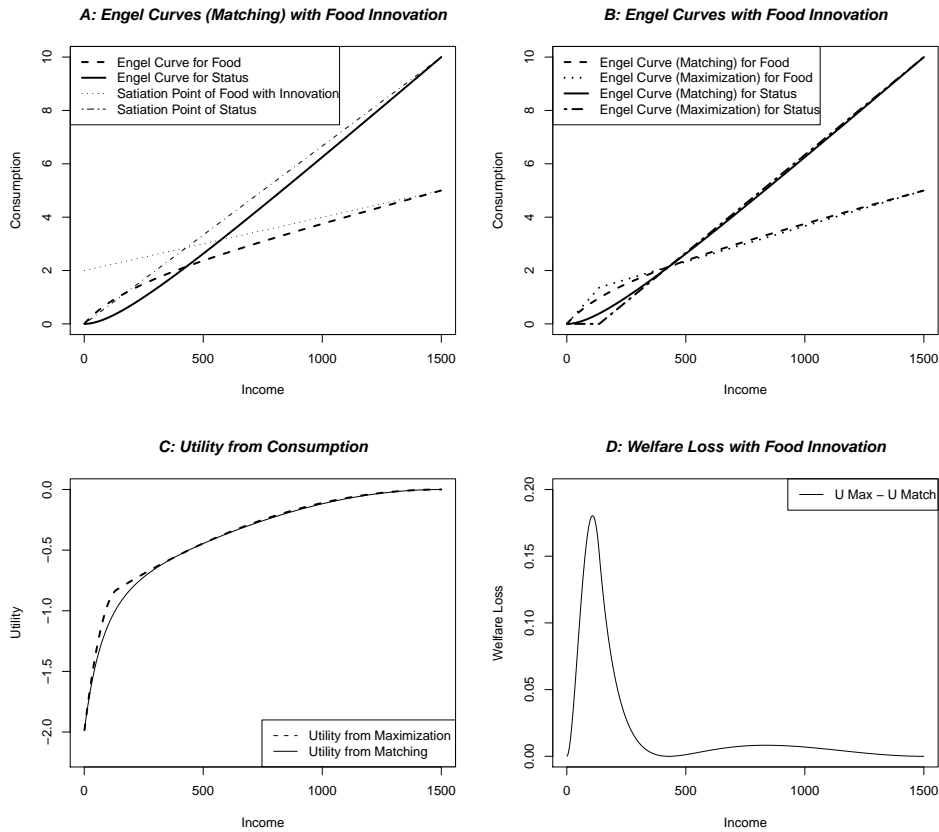 A: Engel Curves (Matching) with Food Innovation
Engel Curve for Food
Engel Curve for Status
Satiation Point of Food with Innovation
Satiation Point of Status
Consumption
10
8
6
4
2
0
0 500 1000 1500
Income
B: Engel Curves with Food Innovation
Engel Curve (Matching) for Food
Engel Curve (Maximization) for Food
Engel Curve (Matching) for Status
Engel Curve (Maximization) for Status
Consumption
10
8
6
4
2
0
0 500 1000 1500
Income
C: Utility from Consumption
Utility
0.0
−0.5
−1.0
−1.5
−2.0
Utility from Maximization
Utility from Matching
0 500 1000 1500
Income
D: Welfare Loss with Food Innovation
U Max − U Match
Welfare Loss
0.20
0.15
0.10
0.05
0.00
0 500 1000 1500
Income